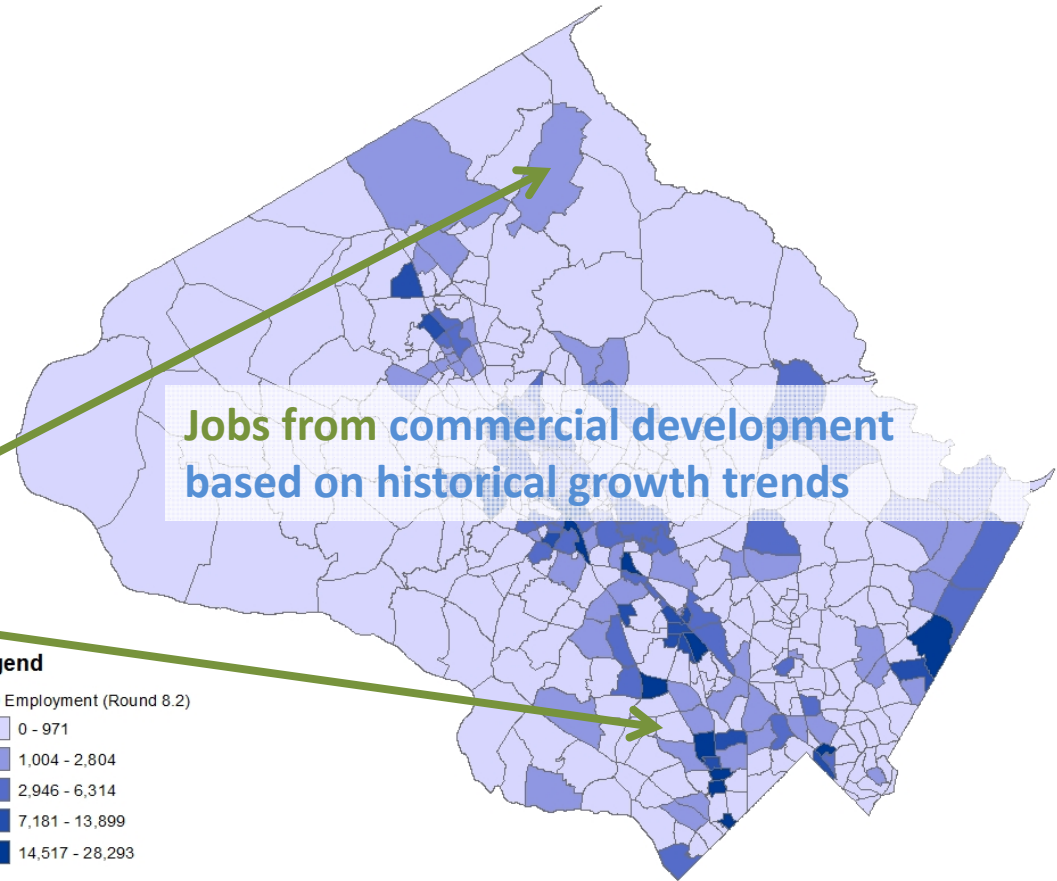 Jobs from commercial development
based on historical growth trends
gend
Employment (Round 8.2)
0 - 971
1,004 - 2,804
2,946 - 6,314
7,181 - 13,899
14,517 - 28,293